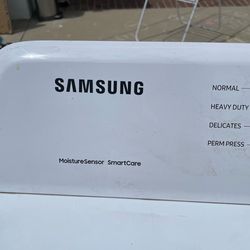 SAMSUNG
NORMAL
HEAVY DUTY
DELICATES
PERM PRESS
MoistureSensor SmartCare